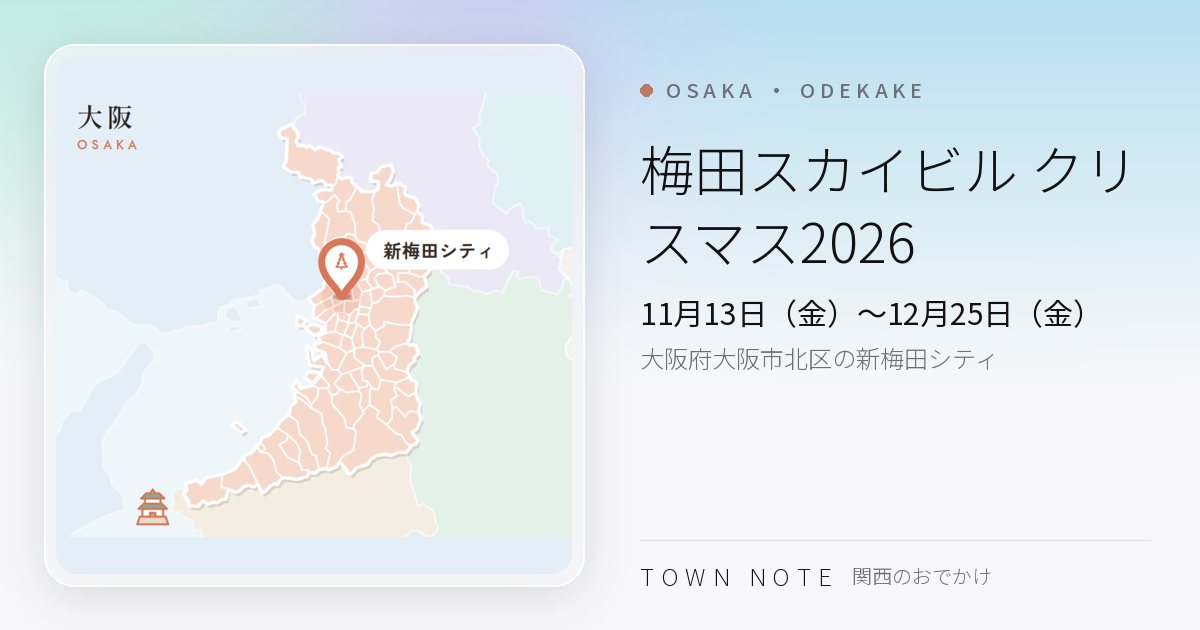 大阪
OSAKA
新梅田シティ
OSAKA • ODEKAKE
梅田スカイビル クリ
スマス2026
11月13日（金）〜12月25日（金）
大阪府大阪市北区の新梅田シティ
TOWN NOTE 関西のおでかけ